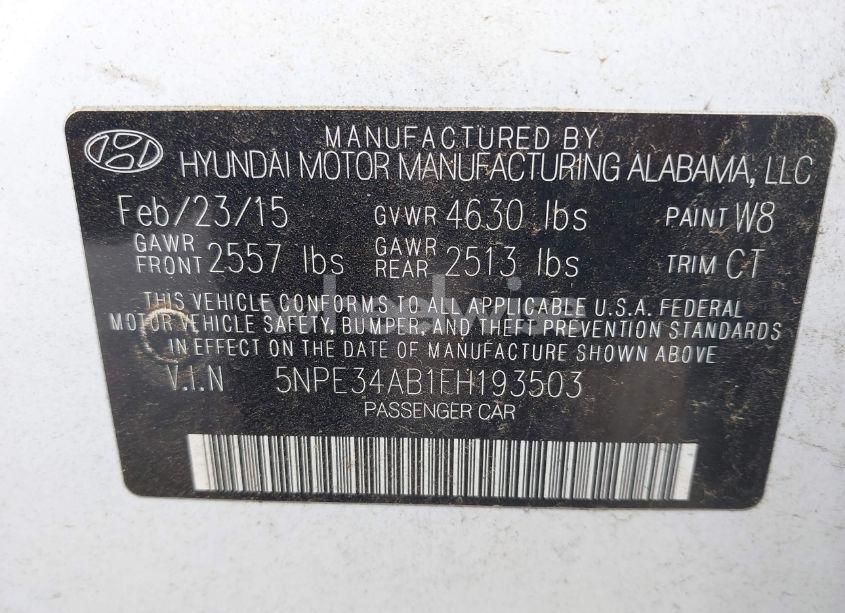 MANUFACTURED BY
HYUNDAI MOTOR MANUFACTURING ALABAMA, LLC
Feb/23/15 GVWR 4630 lbs PAINT W8
GAWR FRONT 2557 lbs GAWR REAR 2513 lbs TRIM CT
THIS VEHICLE CONFORMS TO ALL APPLICABLE U.S.A. FEDERAL
MOTOR VEHICLE SAFETY, BUMPER, AND THEFT PREVENTION STANDARDS
IN EFFECT ON THE DATE OF MANUFACTURE SHOWN ABOVE
V.I.N 5NPE34AB1FH193503
PASSENGER CAR